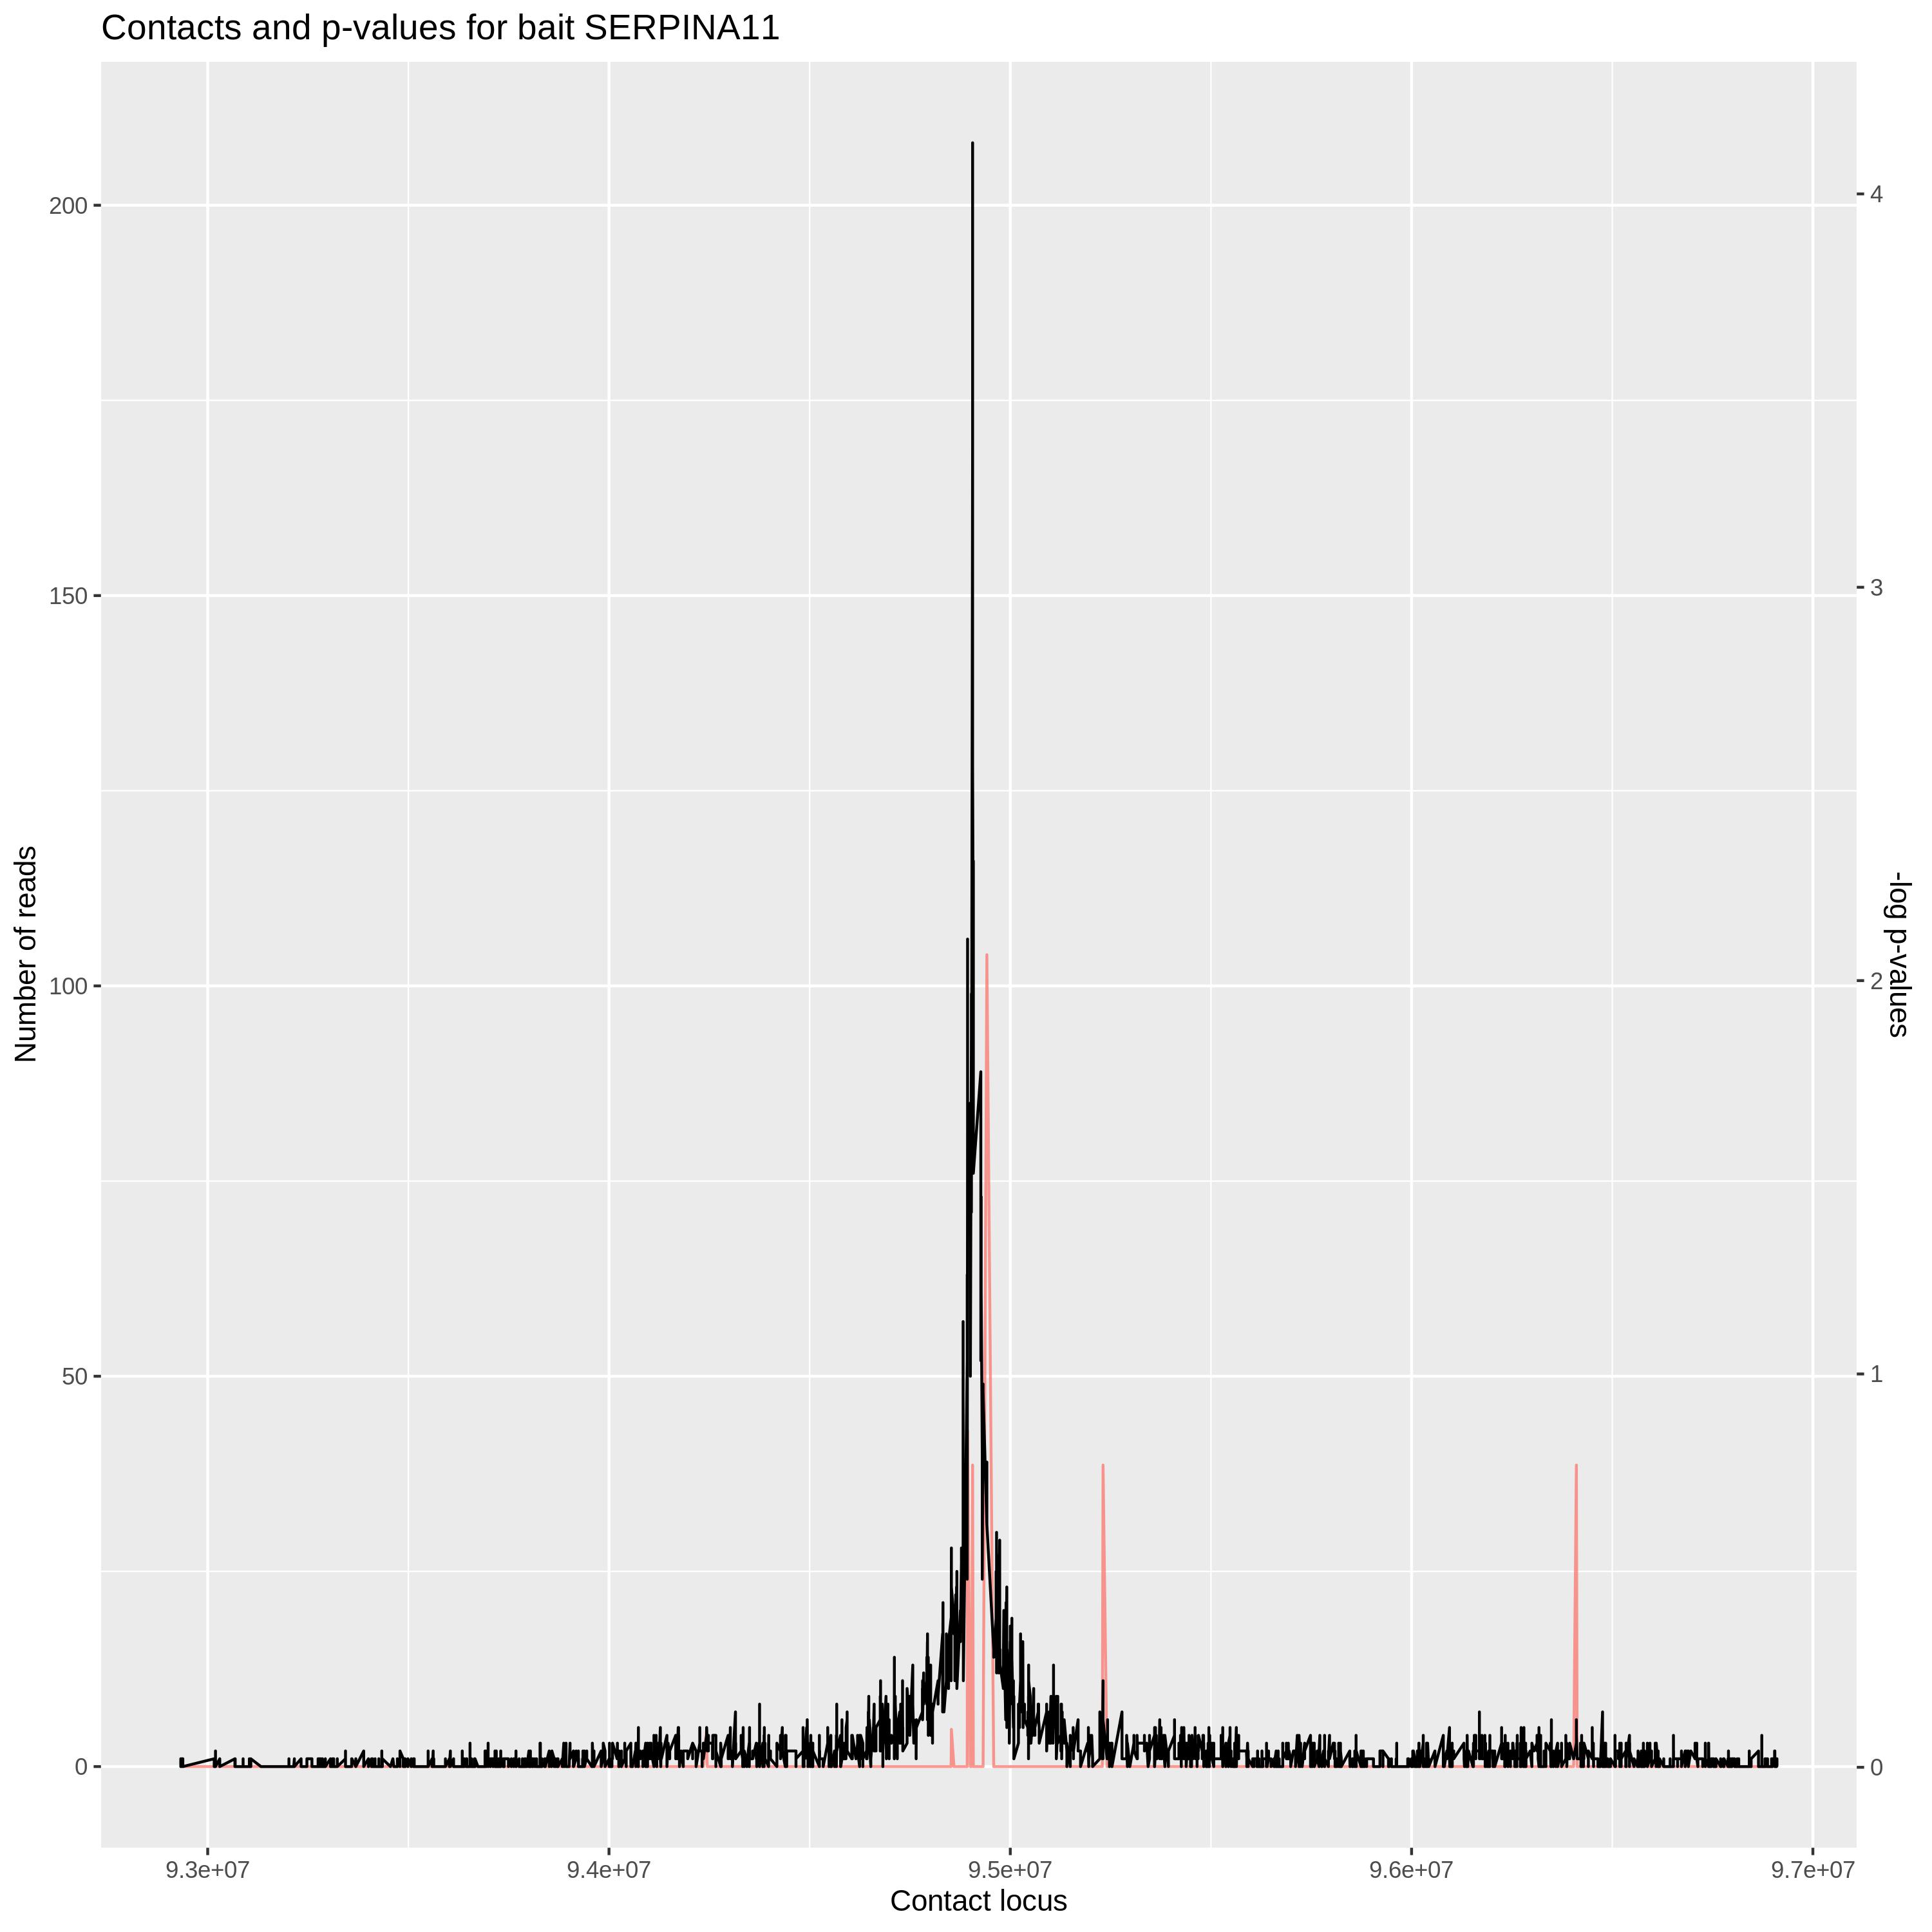 Contacts and p-values for bait SERPINA11
200
150
100
50
0
4
3
2
1
0
Number of reads
-log p-values
9.3e+07 9.4e+07 9.5e+07 9.6e+07 9.7e+07
Contact locus